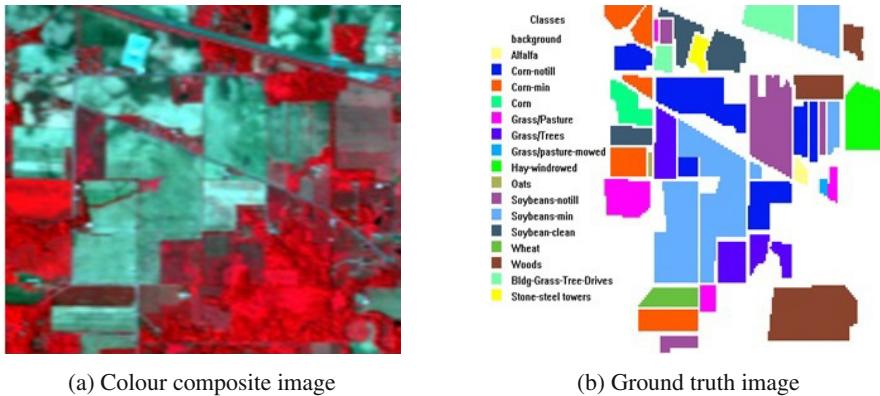 Classes
background
Alfalfa
Corn-notill
Corn-min
Corn
Grass/Pasture
Grass/Trees
Grass/pasture-mowed
Hay-windrowed
Oats
Soybeans-notill
Soybeans-min
Soybean-clean
Wheat
Woods
Bldg-Grass-Tree-Drives
Stone-steel towers
(a) Colour composite image
(b) Ground truth image